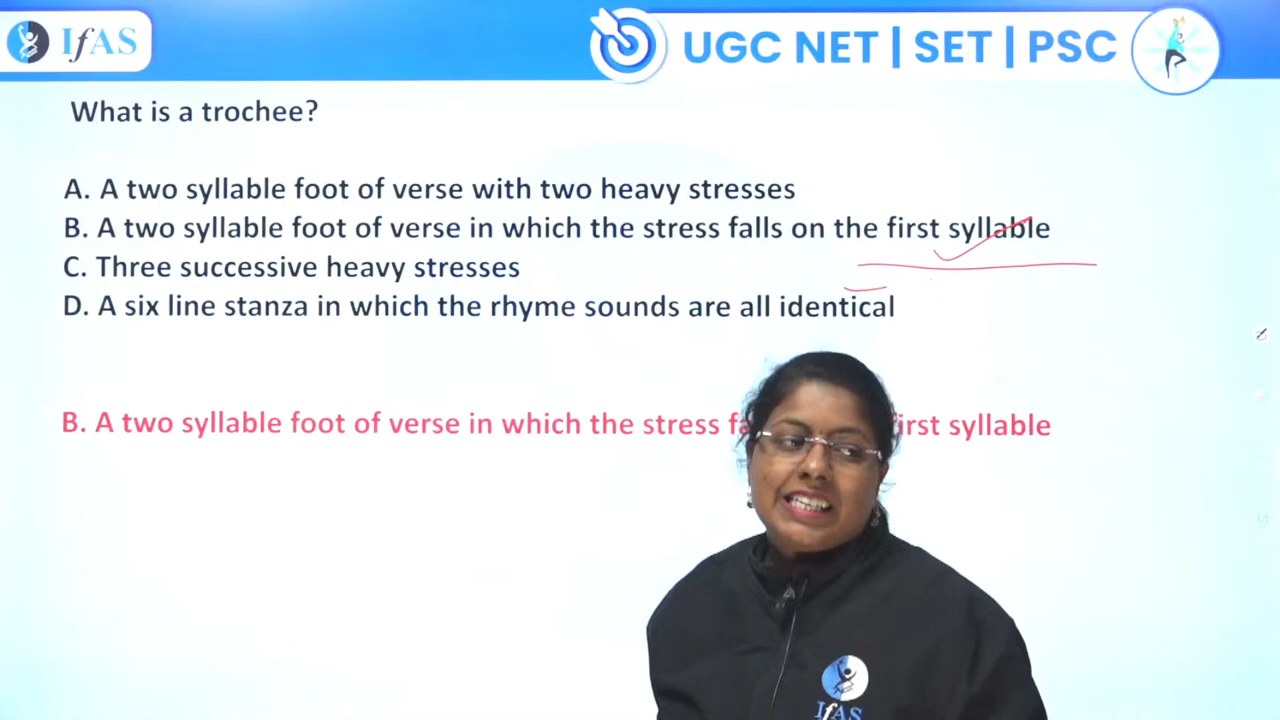 IfAS
UGC NET | SET | PSC
What is a trochee?
A. A two syllable foot of verse with two heavy stresses
B. A two syllable foot of verse in which the stress falls on the first syllable
C. Three successive heavy stresses
D. A six line stanza in which the rhyme sounds are all identical
B. A two syllable foot of verse in which the stress irst syllable
IfAS